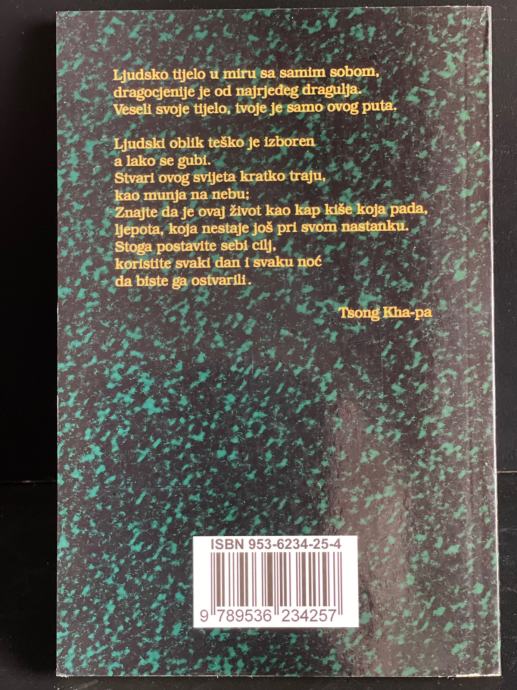 Ljudsko tijelo u miru sa samim sobom,
dragocjenije je od najrjeđeg dragulja.
Veseli svoje tijelo, tvoje je samo ovog puta.
Ljudski oblik teško je izboren
a lako se gubi.
Stvari ovog svijeta kratko traju,
kao munja na nebu;
Znajte da je ovaj život kao kap kiše koja pada,
ljepota, koja nestaje još pri svom nastanku.
Stoga postavite sebi cilj,
koristite svaki dan i svaku noć
da biste ga ostvarili.
Tsong Kha-pa
ISBN 953-6234-25-4
9 789536 234257